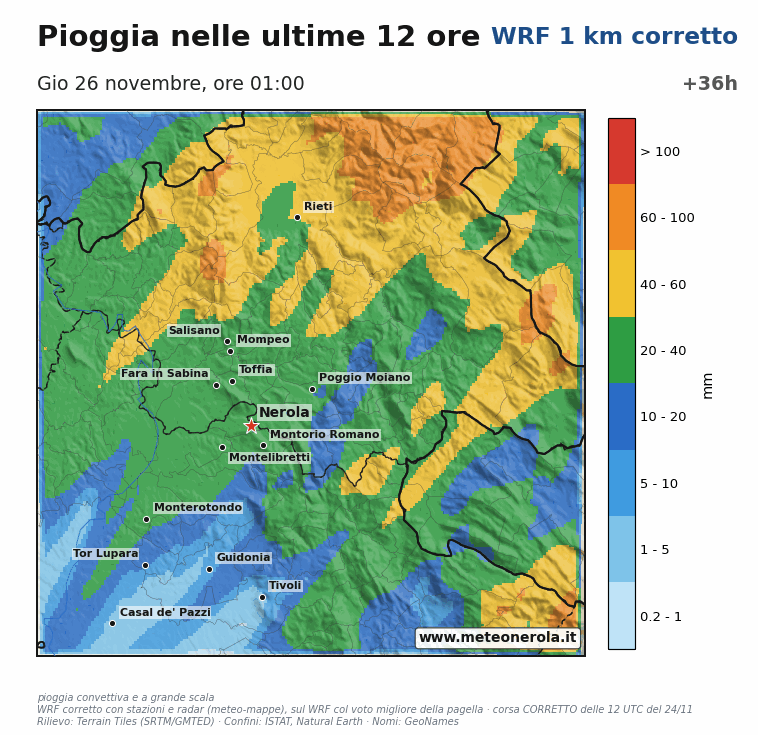 Pioggia nelle ultime 12 ore WRF 1 km corretto
Gio 26 novembre, ore 01:00 +36h
Rieti
Salisano
Mompeo
Fara in Sabina
Toffia
Poggio Moiano
Nerola
Montorio Romano
Montelibretti
Monterotondo
Tor Lupara
Guidonia
Tivoli
Casal de' Pazzi
www.meteonerola.it
> 100
60 - 100
40 - 60
20 - 40
10 - 20
5 - 10
1 - 5
0.2 - 1
mm
pioggia convettiva e a grande scala
WRF corretto con stazioni e radar (meteo-mappe), sul WRF col voto migliore della pagella · corsa CORRETTO delle 12 UTC del 24/11
Rilievo: Terrain Tiles (SRTM/GMTED) · Confini: ISTAT, Natural Earth · Nomi: GeoNames